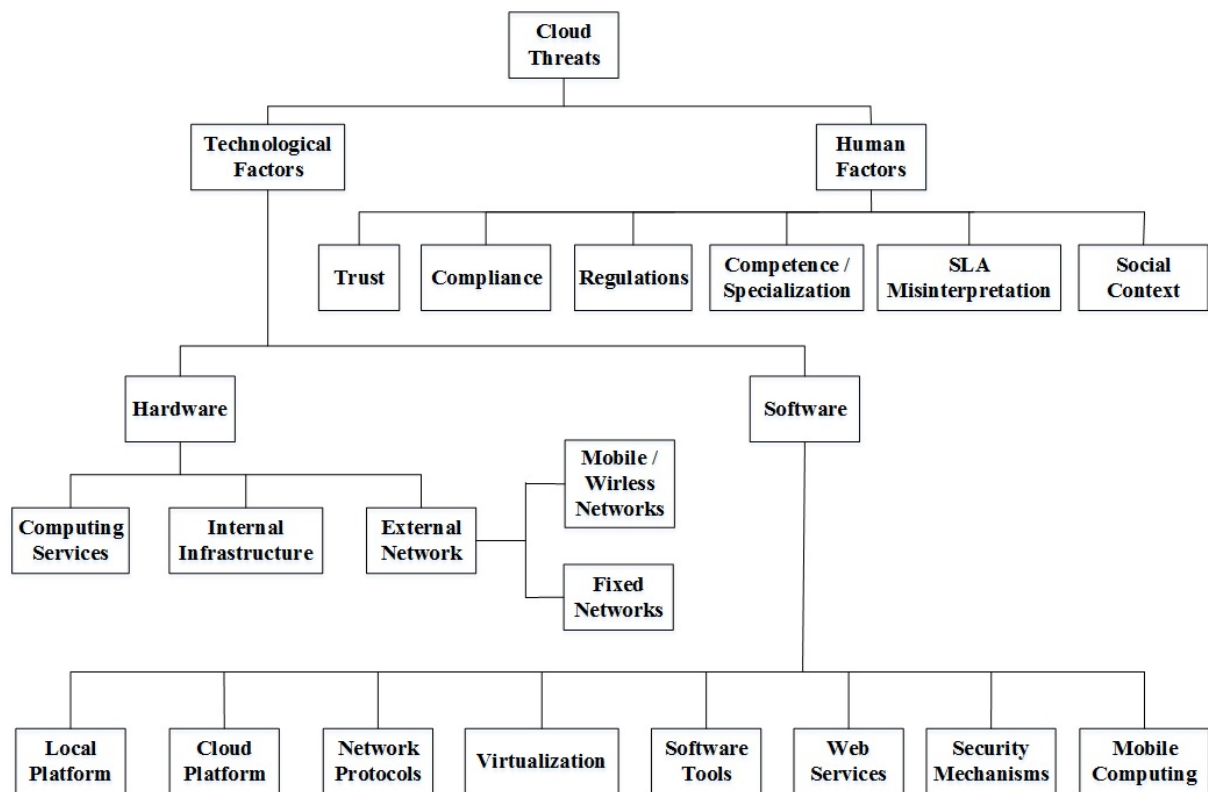 Cloud
Threats
Technological
Factors
Human
Factors
Trust
Compliance
Regulations
Competence /
Specialization
SLA
Misinterpretation
Social
Context
Hardware
Software
Computing
Services
Internal
Infrastructure
External
Network
Mobile /
Wirless
Networks
Fixed
Networks
Local
Platform
Cloud
Platform
Network
Protocols
Virtualization
Software
Tools
Web
Services
Security
Mechanisms
Mobile
Computing